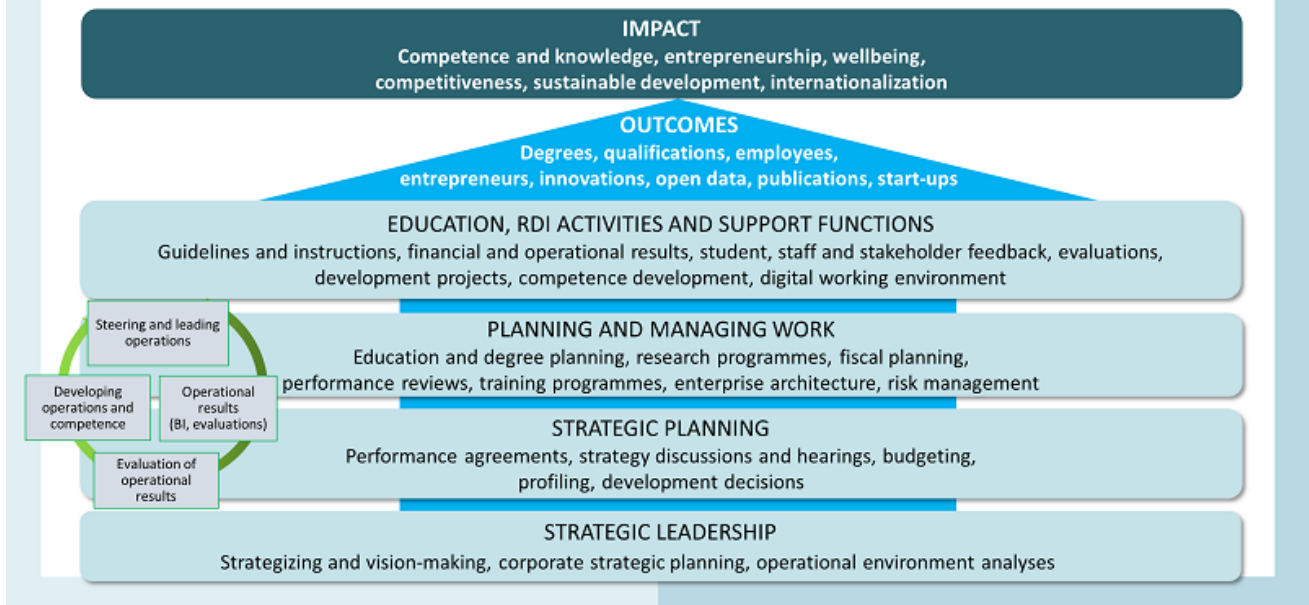 IMPACT
Competence and knowledge, entrepreneurship, wellbeing,
competitiveness, sustainable development, internationalization
OUTCOMES
Degrees, qualifications, employees,
entrepreneurs, innovations, open data, publications, start-ups
EDUCATION, RDI ACTIVITIES AND SUPPORT FUNCTIONS
Guidelines and instructions, financial and operational results, student, staff and stakeholder feedback, evaluations,
development projects, competence development, digital working environment
PLANNING AND MANAGING WORK
Education and degree planning, research programmes, fiscal planning,
performance reviews, training programmes, enterprise architecture, risk management
STRATEGIC PLANNING
Performance agreements, strategy discussions and hearings, budgeting,
profiling, development decisions
STRATEGIC LEADERSHIP
Strategizing and vision-making, corporate strategic planning, operational environment analyses
Steering and leading
operations
Developing
operations and
competence
Operational
results
(BI, evaluations)
Evaluation of
operational
results